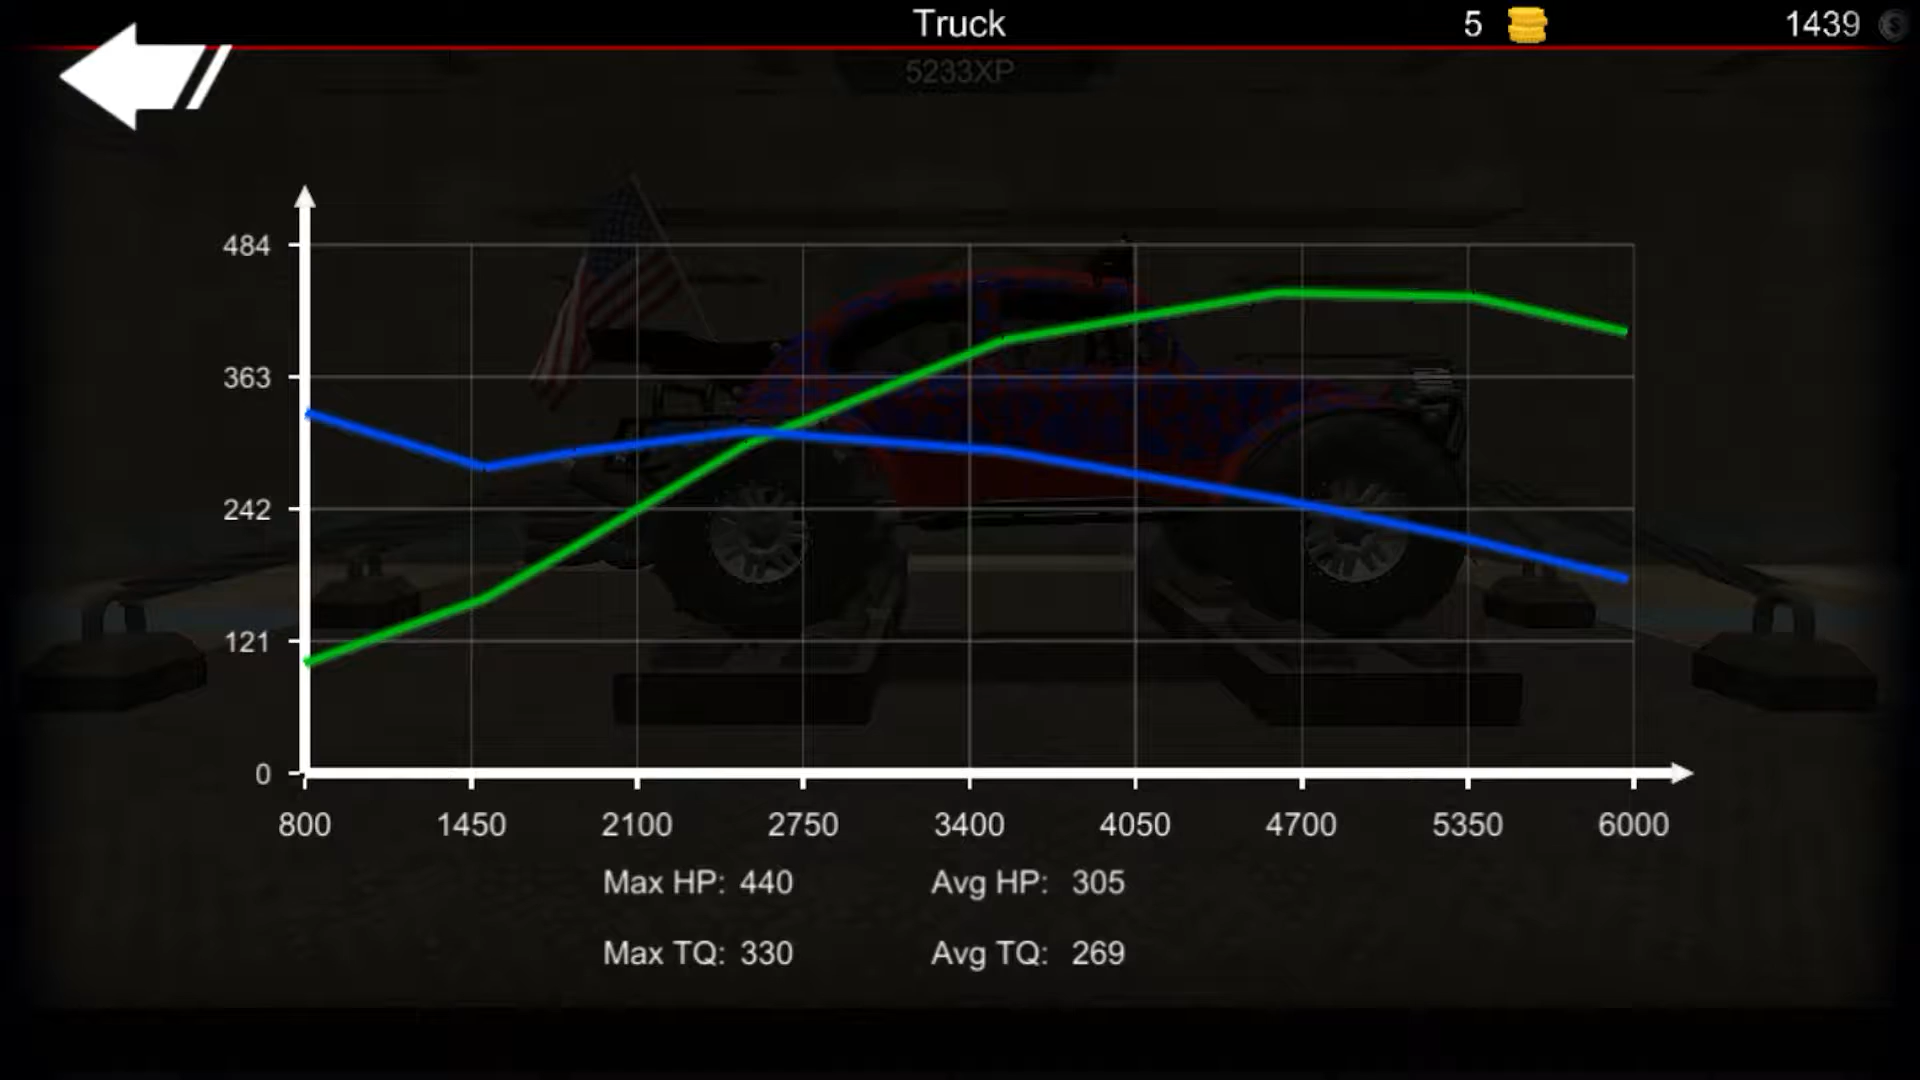 Truck
5
1439
5233XP
484
363
242
121
0
800 1450 2100 2750 3400 4050 4700 5350 6000
Max HP: 440 Avg HP: 305
Max TQ: 330 Avg TQ: 269